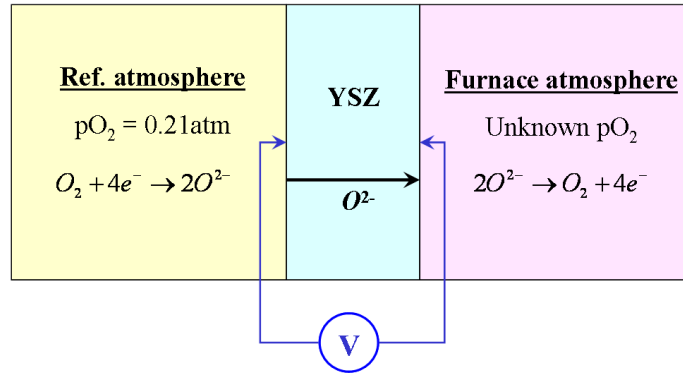 Ref. atmosphere
pO₂ = 0.21atm
O₂ + 4e⁻ → 2O²⁻
YSZ
O²⁻
Furnace atmosphere
Unknown pO₂
2O²⁻ → O₂ + 4e⁻
V